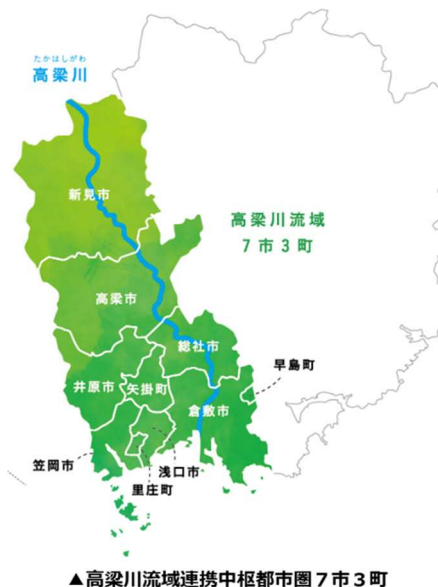 たかはしがわ
高梁川
新見市
高梁川流域
7市3町
高梁市
総社市
早島町
井原市
矢掛町
倉敷市
笠岡市
浅口市
里庄町
▲高梁川流域連携中枢都市圏７市３町